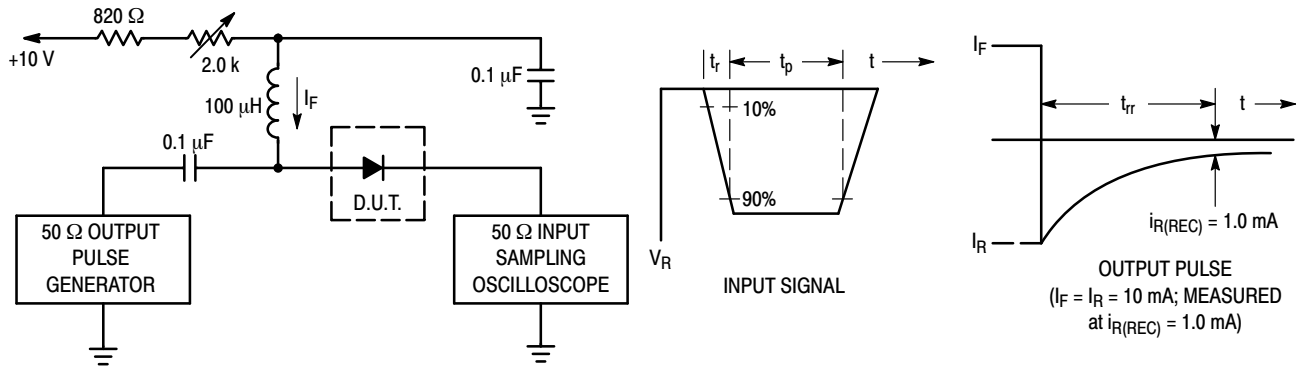 820 Ω
+10 V
2.0 k
100 μH
I_F
0.1 μF
0.1 μF
D.U.T.
50 Ω OUTPUT
PULSE
GENERATOR
50 Ω INPUT
SAMPLING
OSCILLOSCOPE
t_r
t_p
t
10%
90%
V_R
INPUT SIGNAL
I_F
t_rr
t
I_R
i_R(REC) = 1.0 mA
OUTPUT PULSE
(I_F = I_R = 10 mA; MEASURED
at i_R(REC) = 1.0 mA)